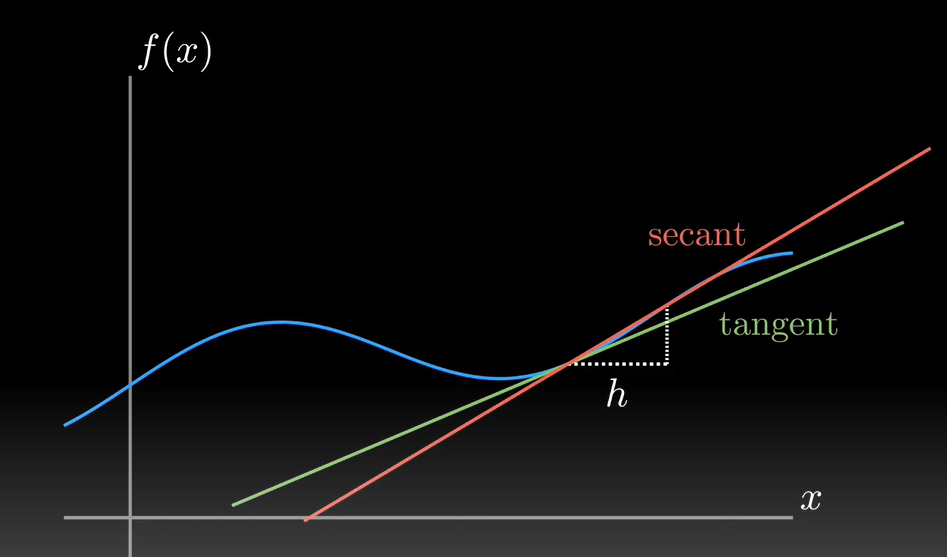 f(x)
secant
tangent
h
x